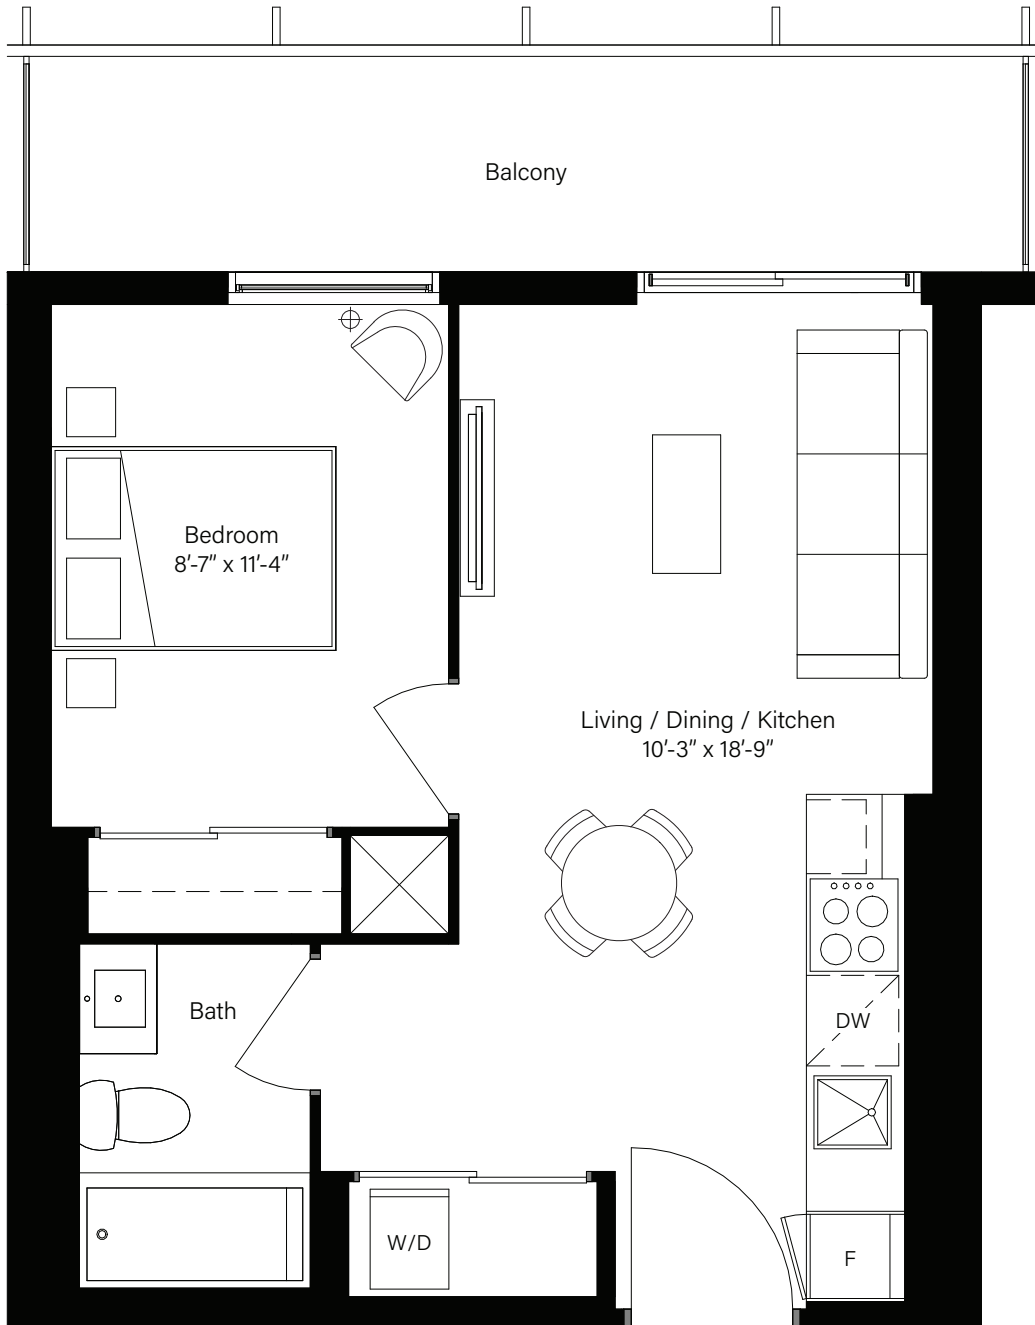 Balcony
Bedroom
8′-7″ x 11′-4″
Living / Dining / Kitchen
10′-3″ x 18′-9″
Bath
DW
W/D
F